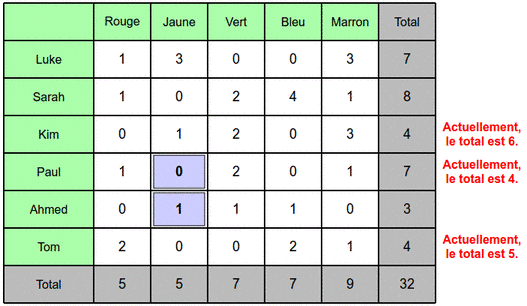 Rouge Jaune Vert Bleu Marron Total
Luke 1 3 0 0 3 7
Sarah 1 0 2 4 1 8
Kim 0 1 2 0 3 4
Actuellement,
le total est 6.
Paul 1 0 2 0 1 7
Actuellement,
le total est 4.
Ahmed 0 1 1 1 0 3
Tom 2 0 0 2 1 4
Actuellement,
le total est 5.
Total 5 5 7 7 9 32